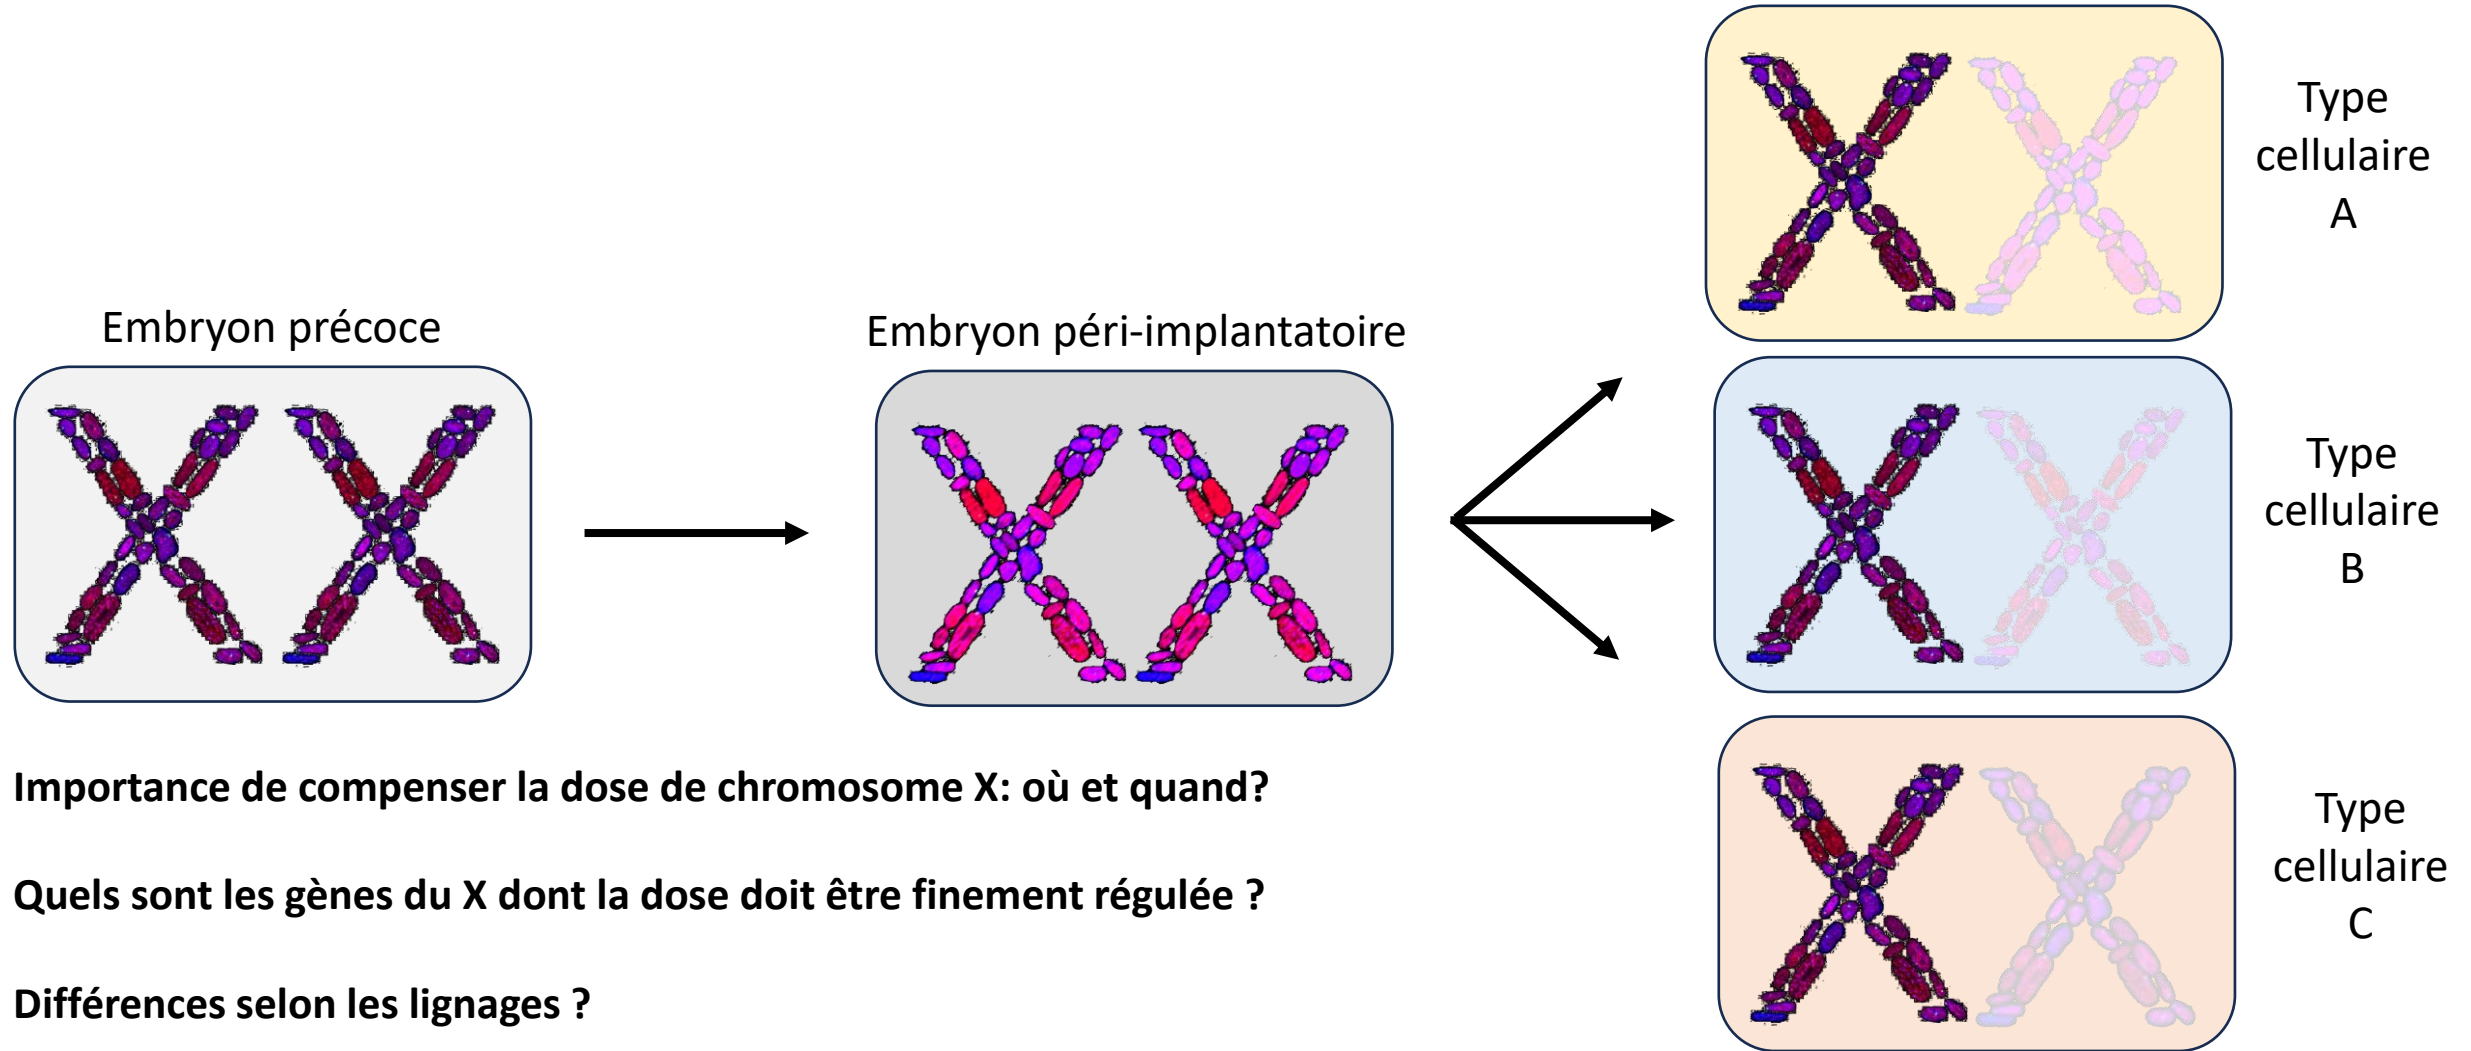 Embryon précoce
Embryon péri-implantatoire
Type
cellulaire
A
Type
cellulaire
B
Type
cellulaire
C
Importance de compenser la dose de chromosome X: où et quand?
Quels sont les gènes du X dont la dose doit être finement régulée ?
Différences selon les lignages ?